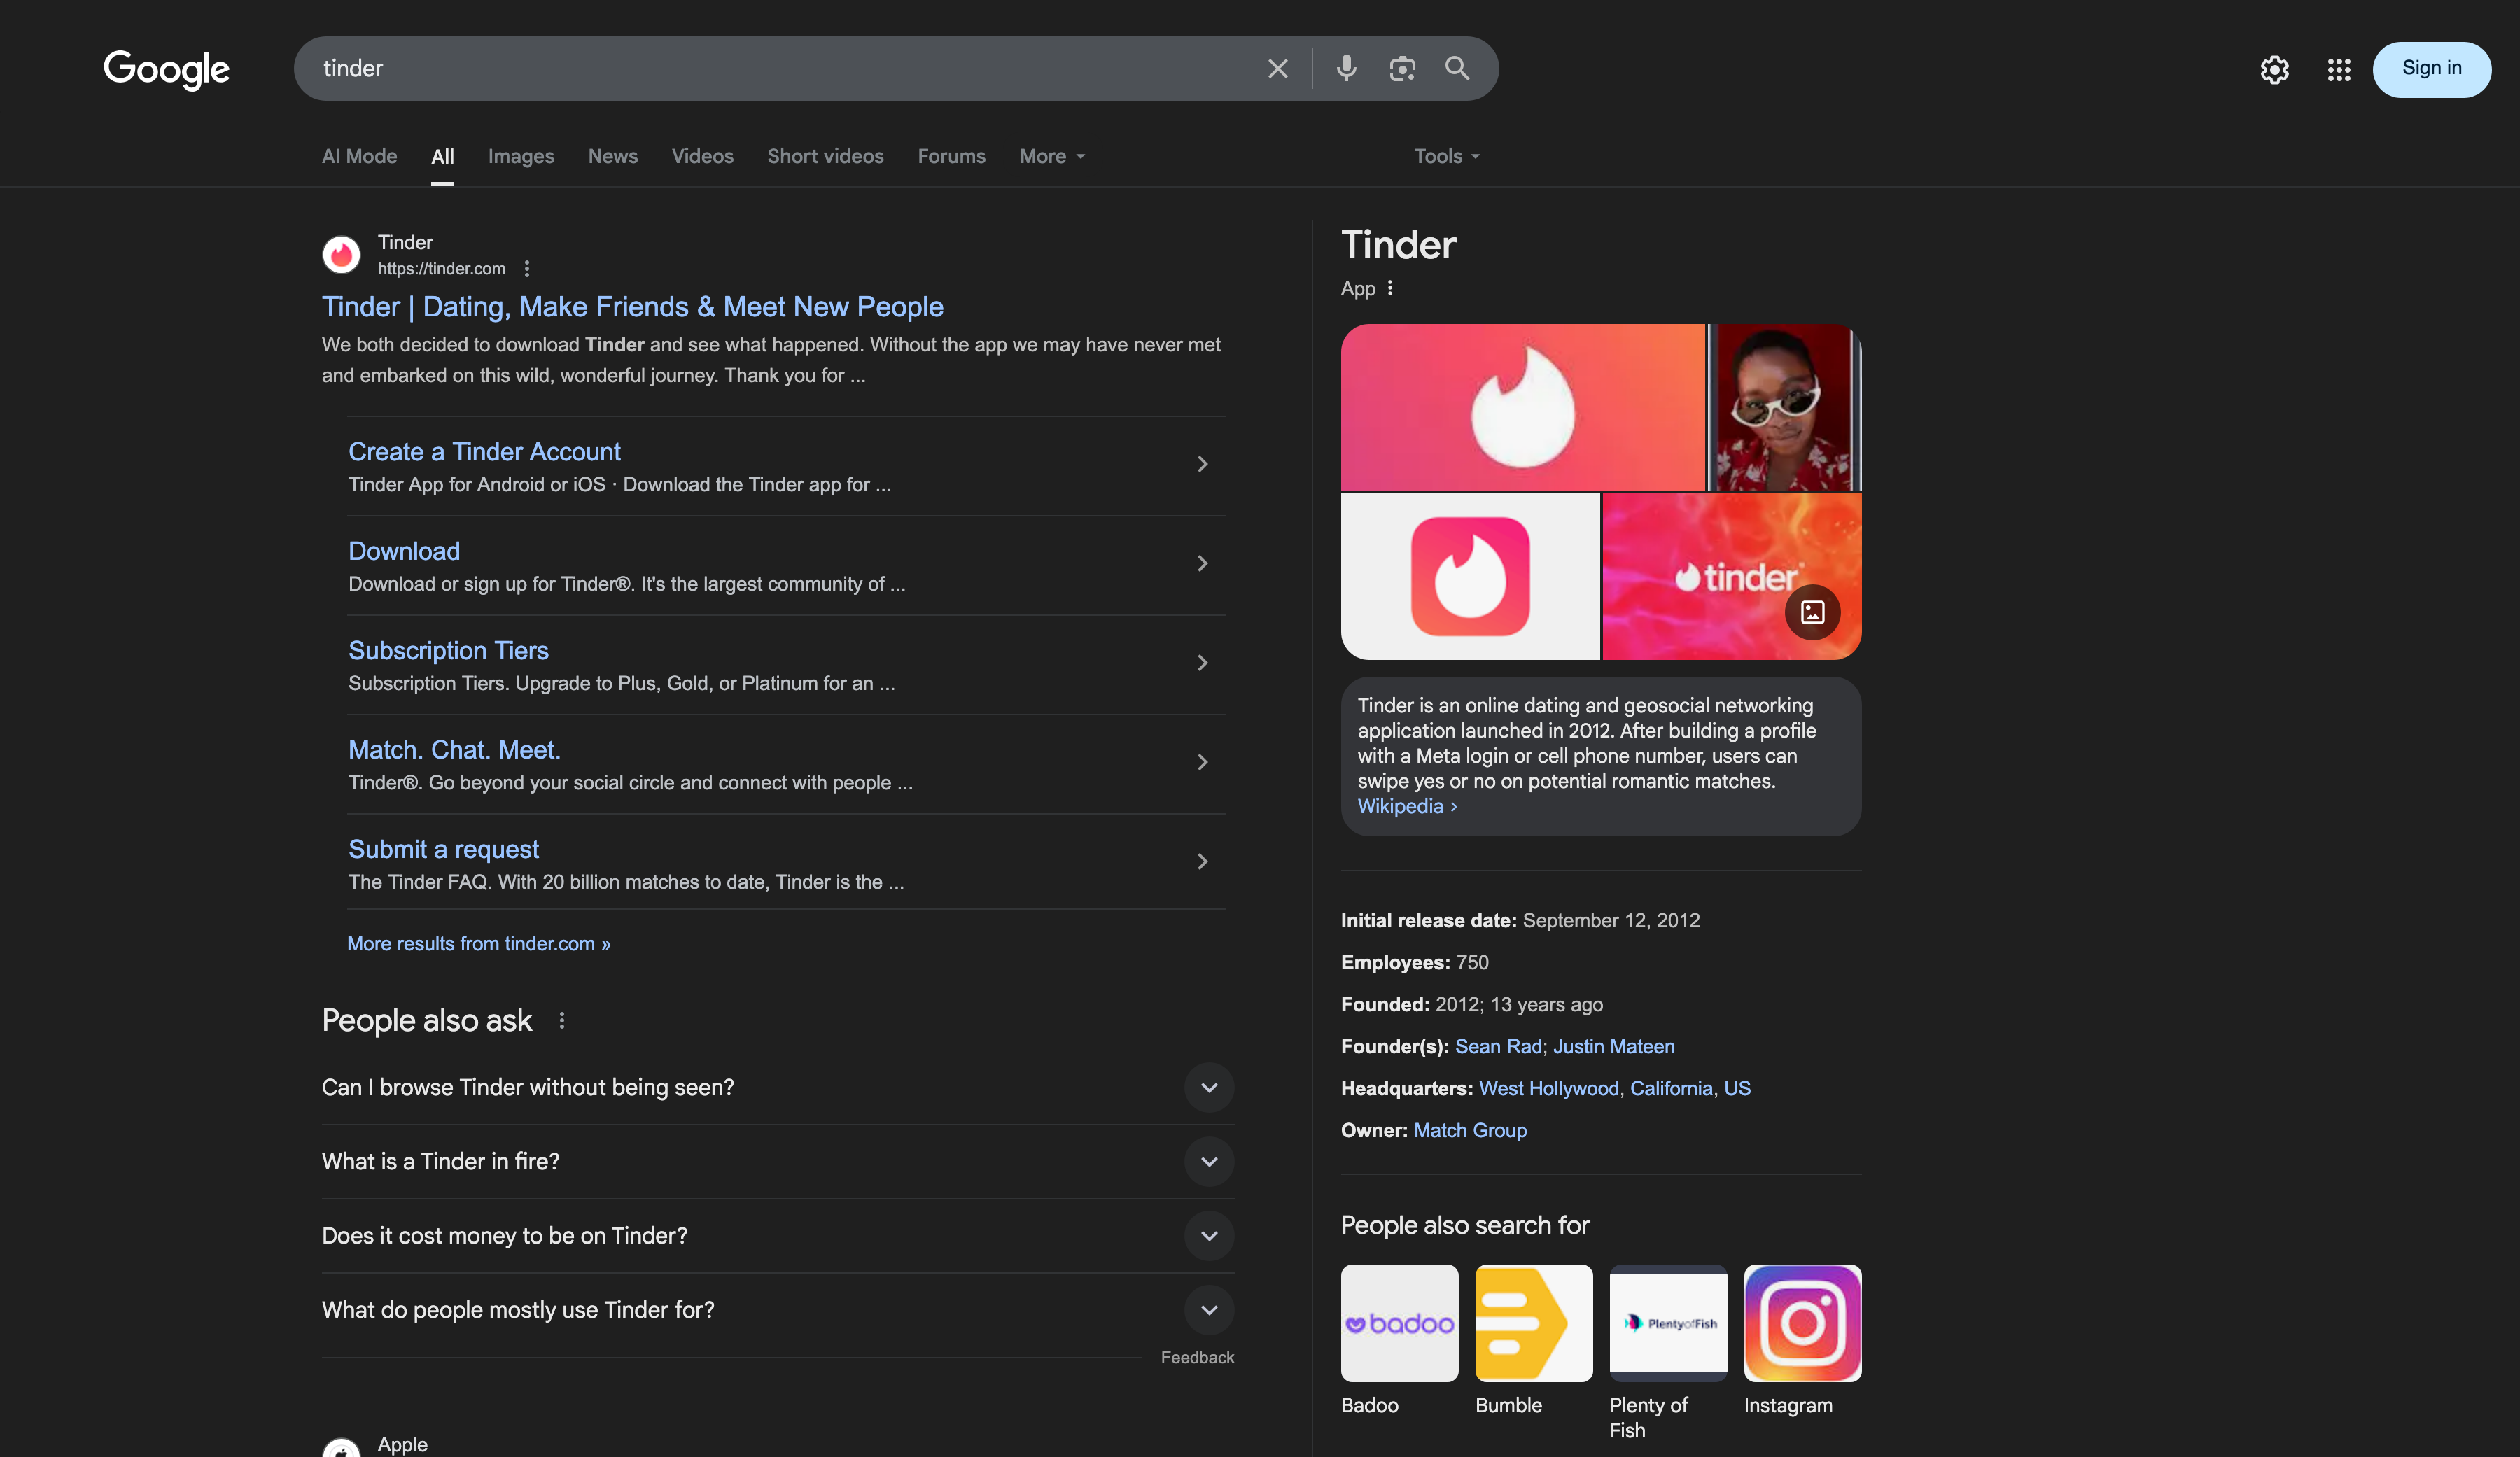 Google
tinder
Sign in
AI Mode
All
Images
News
Videos
Short videos
Forums
More
Tools
Tinder
https://tinder.com
Tinder | Dating, Make Friends & Meet New People
We both decided to download Tinder and see what happened. Without the app we may have never met
and embarked on this wild, wonderful journey. Thank you for ...
Create a Tinder Account
Tinder App for Android or iOS · Download the Tinder app for ...
Download
Download or sign up for Tinder®. It's the largest community of ...
Subscription Tiers
Subscription Tiers. Upgrade to Plus, Gold, or Platinum for an ...
Match. Chat. Meet.
Tinder®. Go beyond your social circle and connect with people ...
Submit a request
The Tinder FAQ. With 20 billion matches to date, Tinder is the ...
More results from tinder.com »
People also ask
Can I browse Tinder without being seen?
What is a Tinder in fire?
Does it cost money to be on Tinder?
What do people mostly use Tinder for?
Feedback
Apple
Tinder
App
tinder
Tinder is an online dating and geosocial networking
application launched in 2012. After building a profile
with a Meta login or cell phone number, users can
swipe yes or no on potential romantic matches.
Wikipedia ›
Initial release date: September 12, 2012
Employees: 750
Founded: 2012; 13 years ago
Founder(s): Sean Rad; Justin Mateen
Headquarters: West Hollywood, California, US
Owner: Match Group
People also search for
badoo
PlentyofFish
Badoo
Bumble
Plenty of
Fish
Instagram